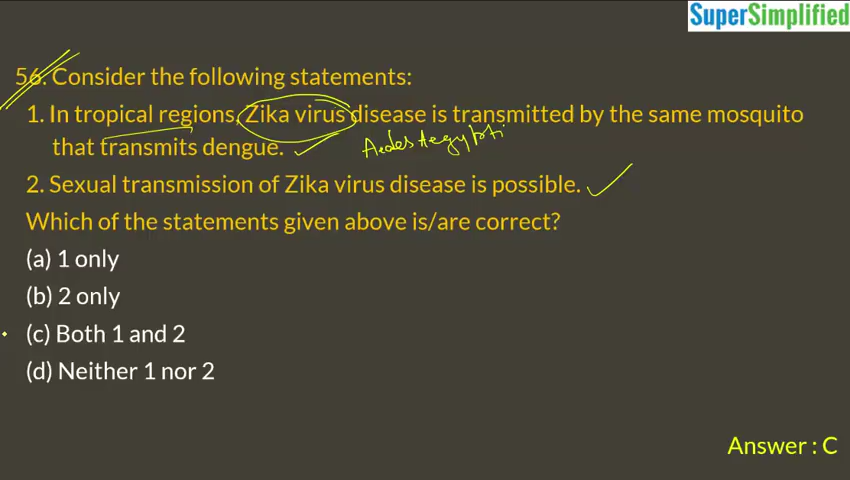 SuperSimplified
56. Consider the following statements:
1. In tropical regions, Zika virus disease is transmitted by the same mosquito
that transmits dengue.
Aedes aegypti
2. Sexual transmission of Zika virus disease is possible.
Which of the statements given above is/are correct?
(a) 1 only
(b) 2 only
(c) Both 1 and 2
(d) Neither 1 nor 2
Answer : C